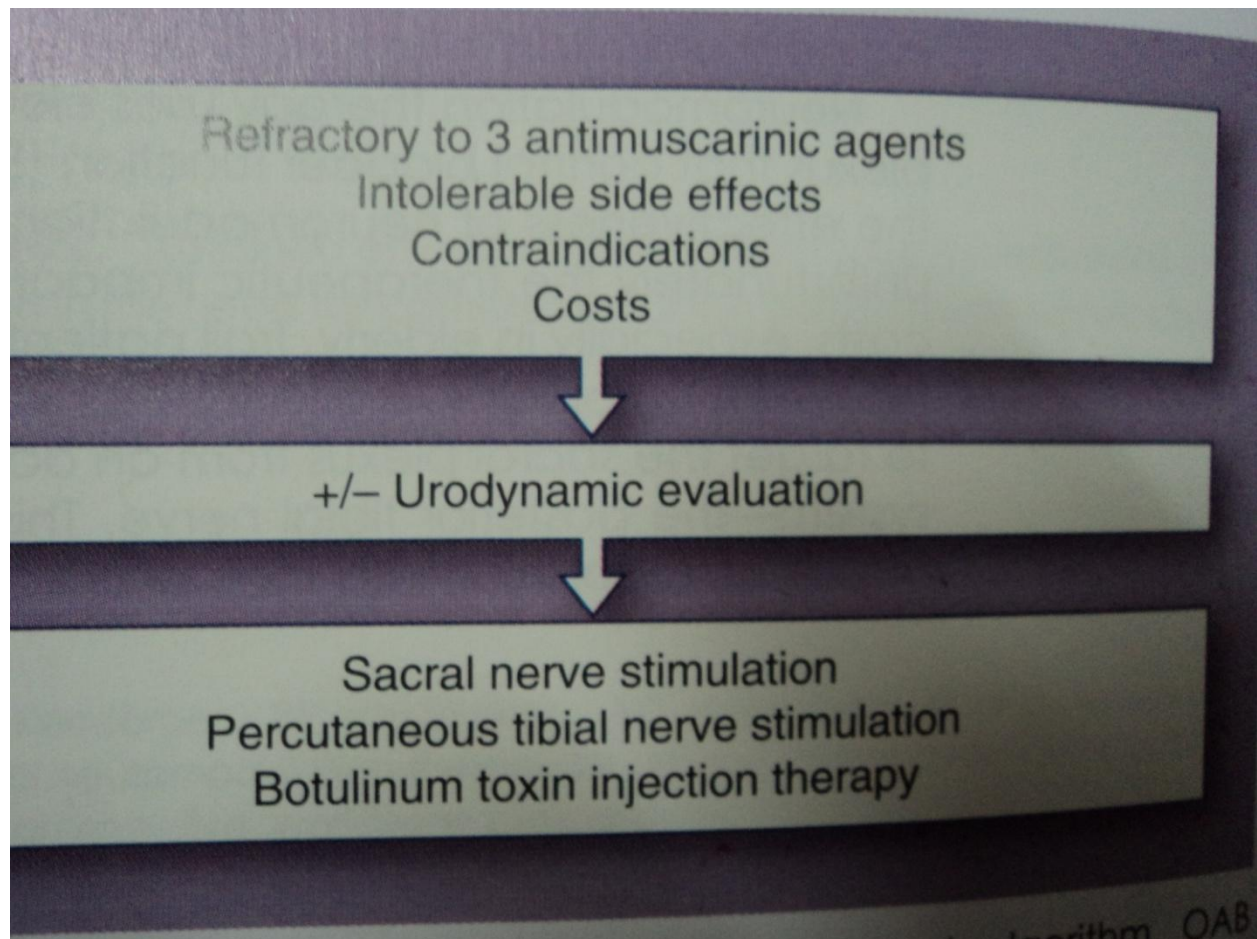 Refractory to 3 antimuscarinic agents
Intolerable side effects
Contraindications
Costs
+/– Urodynamic evaluation
Sacral nerve stimulation
Percutaneous tibial nerve stimulation
Botulinum toxin injection therapy
OAB